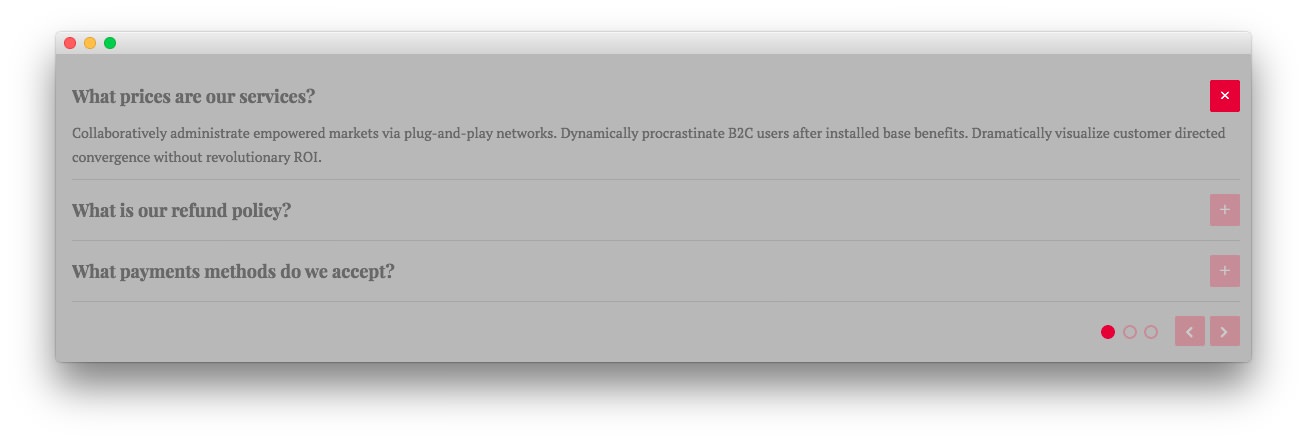 What prices are our services?
Collaboratively administrate empowered markets via plug-and-play networks. Dynamically procrastinate B2C users after installed base benefits. Dramatically visualize customer directed
convergence without revolutionary ROI.
What is our refund policy?
What payments methods do we accept?